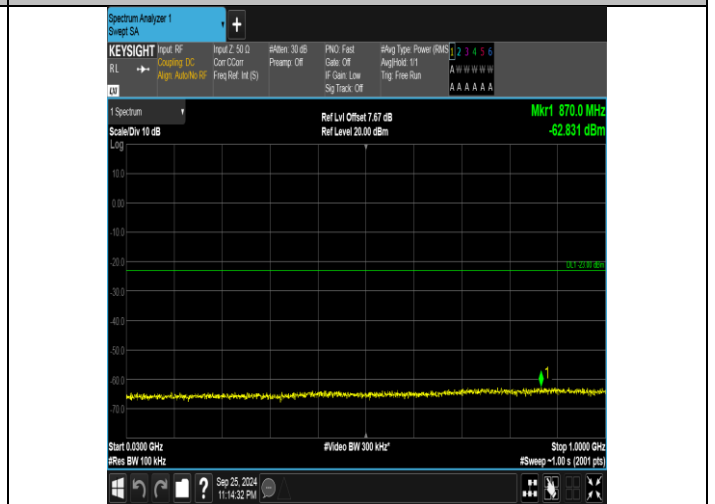 Spectrum Analyzer 1
Swept SA
+
KEYSIGHT Input: RF Input Z: 50 Ω #Atten: 30 dB PNO: Fast #Avg Type: Power (RMS 1 2 3 4 5 6
RL Coupling: DC Corr CCorr Preamp: Off Gate: Off Avg|Hold: 1/1 A W W W W W
Align: Auto/No RF Freq Ref: Int (S) IF Gain: Low Trig: Free Run
LXI Sig Track: Off A A A A A A
1 Spectrum Ref Lvl Offset 7.67 dB Mkr1 870.0 MHz
Scale/Div 10 dB Ref Level 20.00 dBm -62.831 dBm
Log
10.0
0.00
-10.0
-20.0
DL1 -23.00 dBm
-30.0
-40.0
-50.0
1
-60.0
-70.0
Start 0.0300 GHz #Video BW 300 kHz* Stop 1.0000 GHz
#Res BW 100 kHz #Sweep ~1.00 s (2001 pts)
? Sep 25, 2024
11:14:32 PM